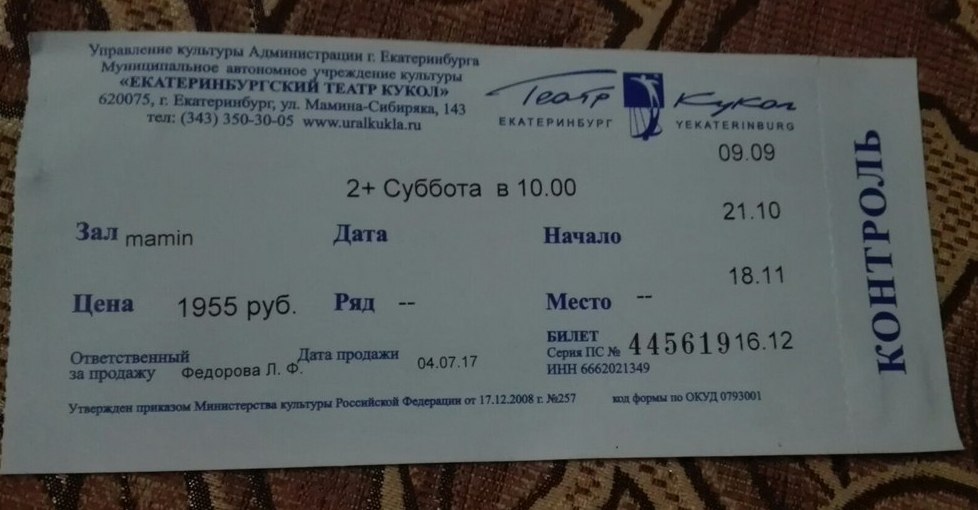 Управление культуры Администрации г. Екатеринбурга
Муниципальное автономное учреждение культуры
«ЕКАТЕРИНБУРГСКИЙ ТЕАТР КУКОЛ»
620075, г. Екатеринбург, ул. Мамина-Сибиряка, 143
тел: (343) 350-30-05 www.uralkukla.ru
Театр Кукол
ЕКАТЕРИНБУРГ YEKATERINBURG
09.09
2+ Суббота в 10.00
21.10
Зал mamin Дата Начало
18.11
Цена 1955 руб. Ряд -- Место --
БИЛЕТ
Серия ПС № 445619 16.12
ИНН 6662021349
Ответственный
за продажу Федорова Л. Ф. Дата продажи 04.07.17
Утвержден приказом Министерства культуры Российской Федерации от 17.12.2008 г. №257 код формы по ОКУД 0793001
КОНТРОЛЬ